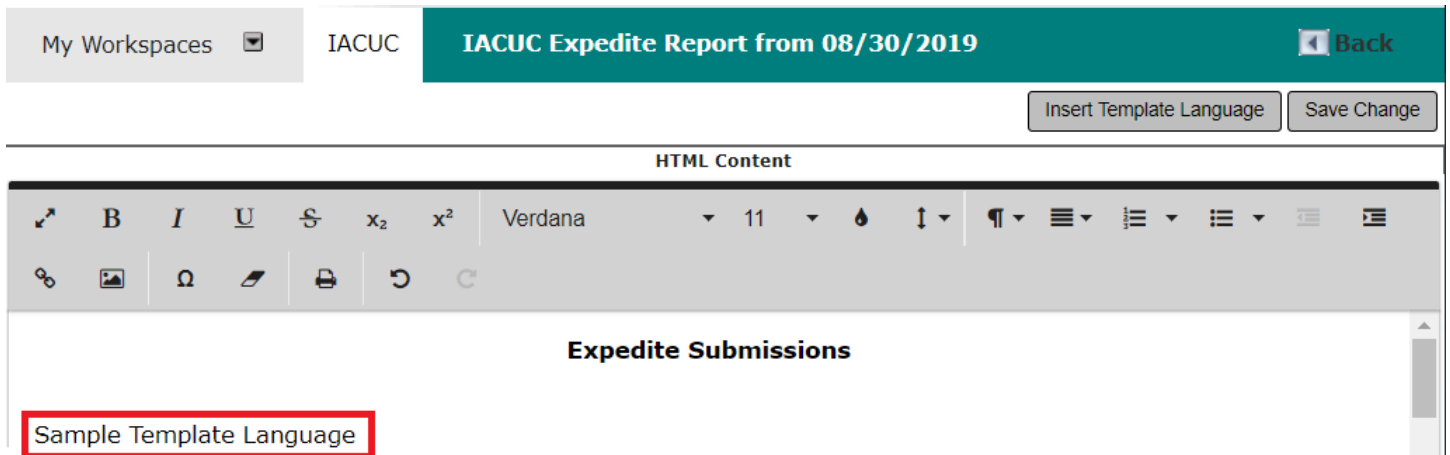 My Workspaces IACUC IACUC Expedite Report from 08/30/2019 Back
Insert Template Language Save Change
HTML Content
B I U S x₂ x² Verdana 11 ¶
Ω
Expedite Submissions
Sample Template Language